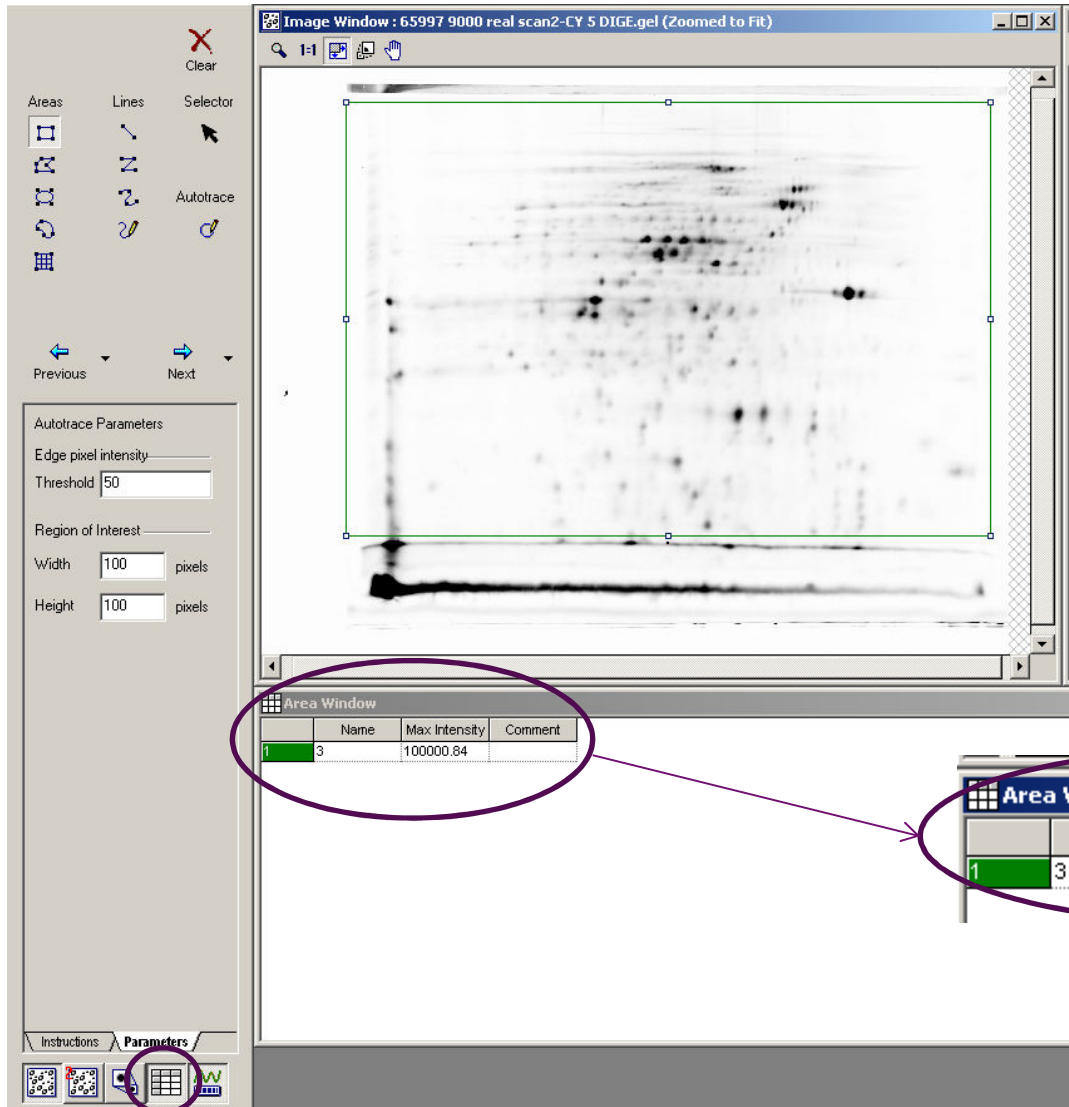 Image Window : 65997 9000 real scan2-CY 5 DIGE.gel (Zoomed to Fit)
1:1
Clear
Areas Lines Selector
Autotrace
Previous Next
Autotrace Parameters
Edge pixel intensity
Threshold 50
Region of Interest
Width 100 pixels
Height 100 pixels
Area Window
Name Max Intensity Comment
1 3 100000.84
Area
1 3
Instructions Parameters
2